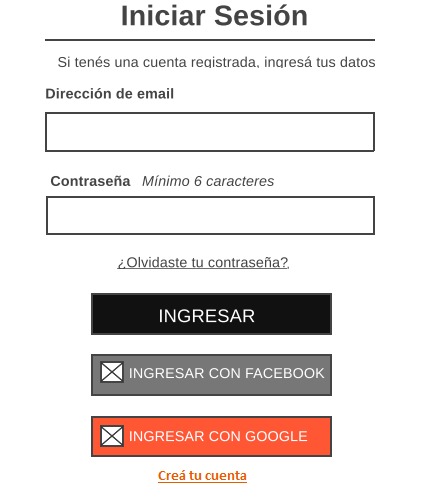 Iniciar Sesión
Si tenés una cuenta registrada, ingresá tus datos
Dirección de email
Contraseña Mínimo 6 caracteres
¿Olvidaste tu contraseña?
INGRESAR
INGRESAR CON FACEBOOK
INGRESAR CON GOOGLE
Creá tu cuenta